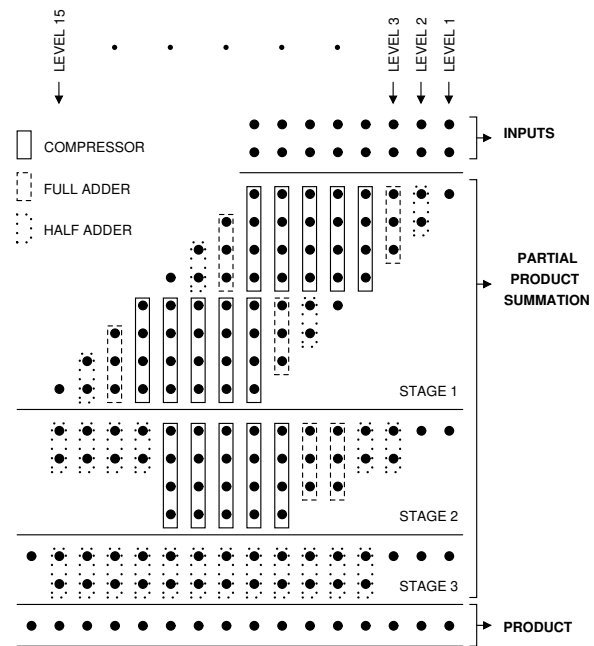 LEVEL 15
LEVEL 3
LEVEL 2
LEVEL 1
INPUTS
COMPRESSOR
FULL ADDER
HALF ADDER
PARTIAL
PRODUCT
SUMMATION
STAGE 1
STAGE 2
STAGE 3
PRODUCT